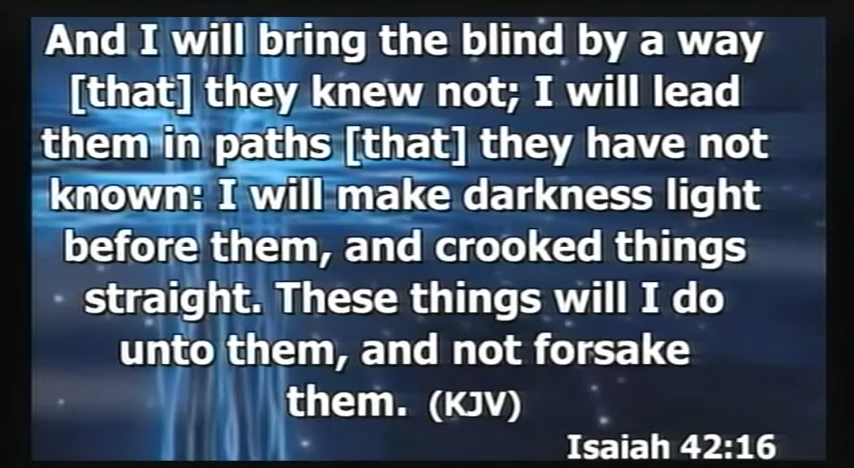 And I will bring the blind by a way
[that] they knew not; I will lead
them in paths [that] they have not
known: I will make darkness light
before them, and crooked things
straight. These things will I do
unto them, and not forsake
them. (KJV)
Isaiah 42:16